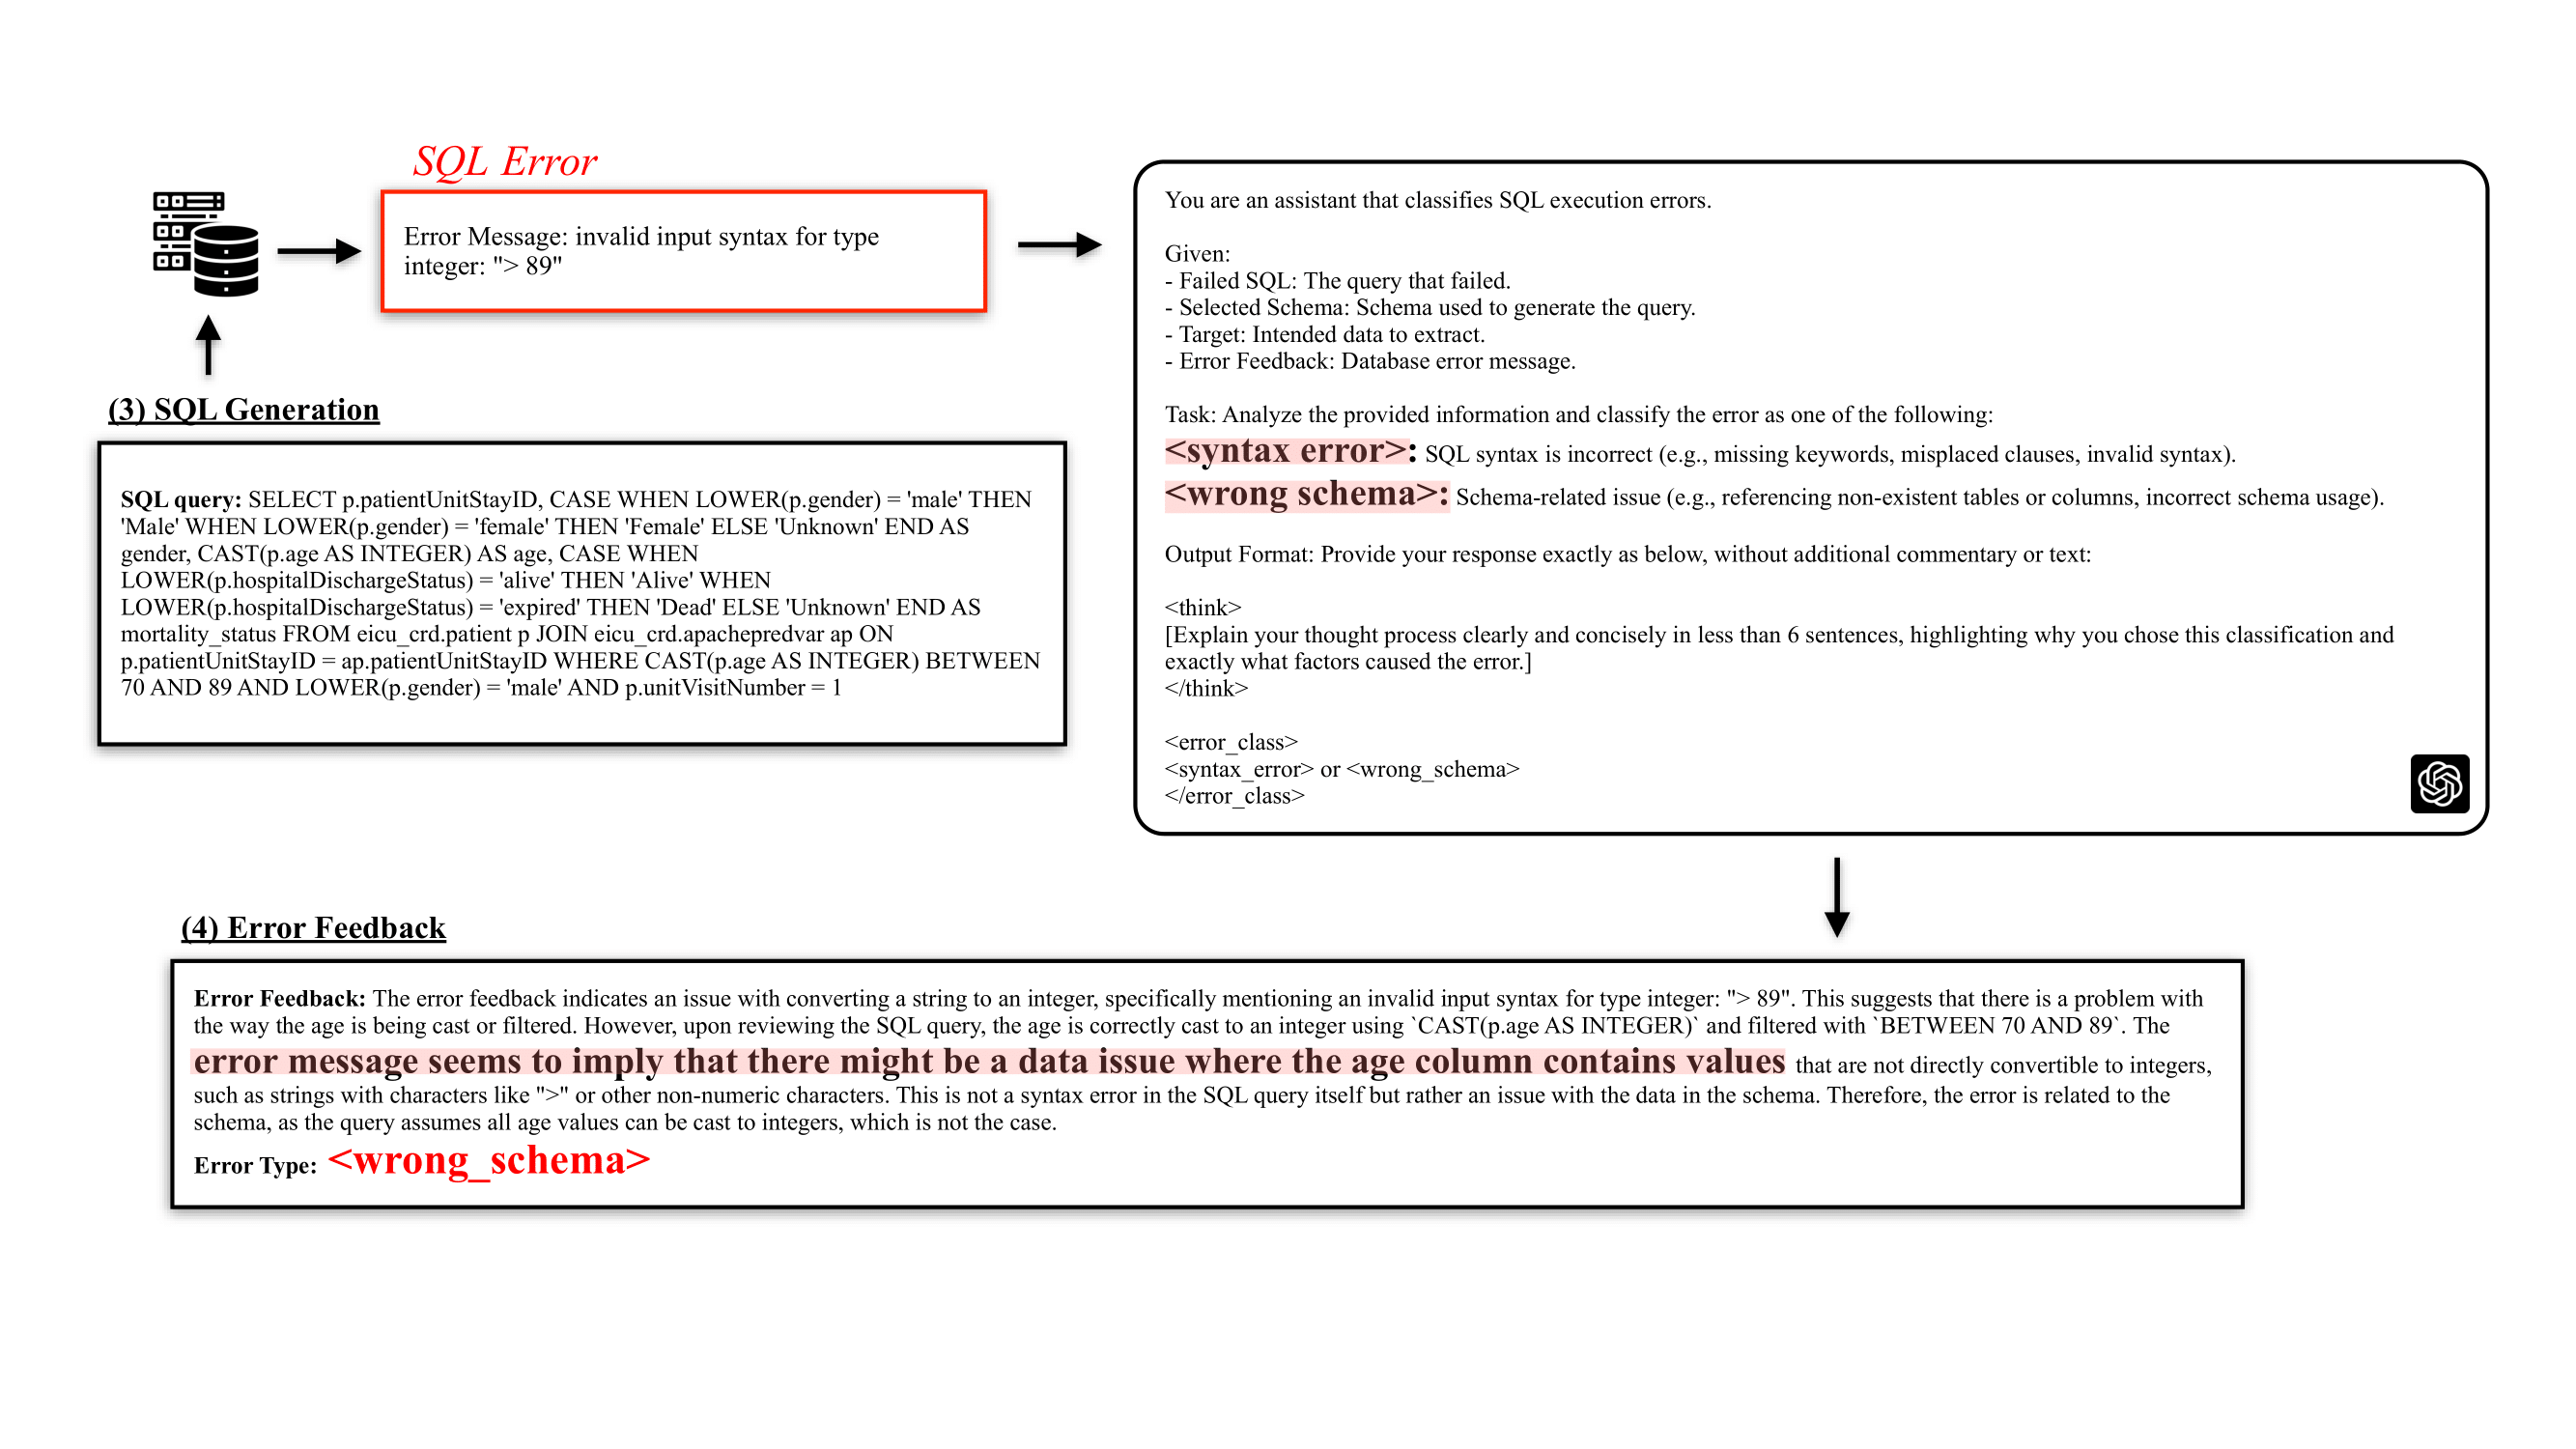 SQL Error
Error Message: invalid input syntax for type
integer: "> 89"
(3) SQL Generation
SQL query: SELECT p.patientUnitStayID, CASE WHEN LOWER(p.gender) = 'male' THEN
'Male' WHEN LOWER(p.gender) = 'female' THEN 'Female' ELSE 'Unknown' END AS
gender, CAST(p.age AS INTEGER) AS age, CASE WHEN
LOWER(p.hospitalDischargeStatus) = 'alive' THEN 'Alive' WHEN
LOWER(p.hospitalDischargeStatus) = 'expired' THEN 'Dead' ELSE 'Unknown' END AS
mortality_status FROM eicu_crd.patient p JOIN eicu_crd.apachepredvar ap ON
p.patientUnitStayID = ap.patientUnitStayID WHERE CAST(p.age AS INTEGER) BETWEEN
70 AND 89 AND LOWER(p.gender) = 'male' AND p.unitVisitNumber = 1
You are an assistant that classifies SQL execution errors.
Given:
- Failed SQL: The query that failed.
- Selected Schema: Schema used to generate the query.
- Target: Intended data to extract.
- Error Feedback: Database error message.
Task: Analyze the provided information and classify the error as one of the following:
<syntax error>: SQL syntax is incorrect (e.g., missing keywords, misplaced clauses, invalid syntax).
<wrong schema>: Schema-related issue (e.g., referencing non-existent tables or columns, incorrect schema usage).
Output Format: Provide your response exactly as below, without additional commentary or text:
<think>
[Explain your thought process clearly and concisely in less than 6 sentences, highlighting why you chose this classification and
exactly what factors caused the error.]
</think>
<error_class>
<syntax_error> or <wrong_schema>
</error_class>
(4) Error Feedback
Error Feedback: The error feedback indicates an issue with converting a string to an integer, specifically mentioning an invalid input syntax for type integer: "> 89". This suggests that there is a problem with
the way the age is being cast or filtered. However, upon reviewing the SQL query, the age is correctly cast to an integer using `CAST(p.age AS INTEGER)` and filtered with `BETWEEN 70 AND 89`. The
error message seems to imply that there might be a data issue where the age column contains values that are not directly convertible to integers,
such as strings with characters like ">" or other non-numeric characters. This is not a syntax error in the SQL query itself but rather an issue with the data in the schema. Therefore, the error is related to the
schema, as the query assumes all age values can be cast to integers, which is not the case.
Error Type: <wrong_schema>